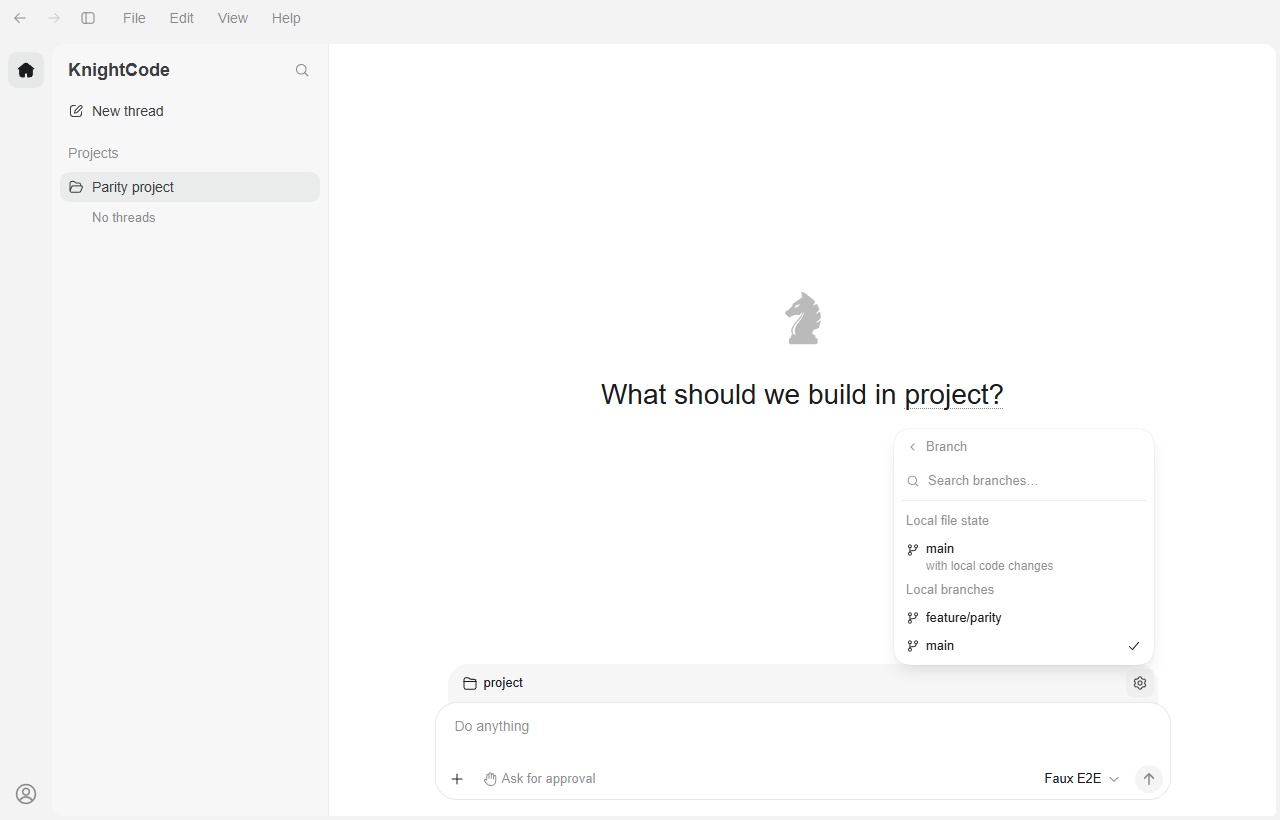 File Edit View Help
KnightCode
New thread
Projects
Parity project
No threads
What should we build in project?
Branch
Search branches…
Local file state
main
with local code changes
Local branches
feature/parity
main
project
Do anything
Ask for approval
Faux E2E